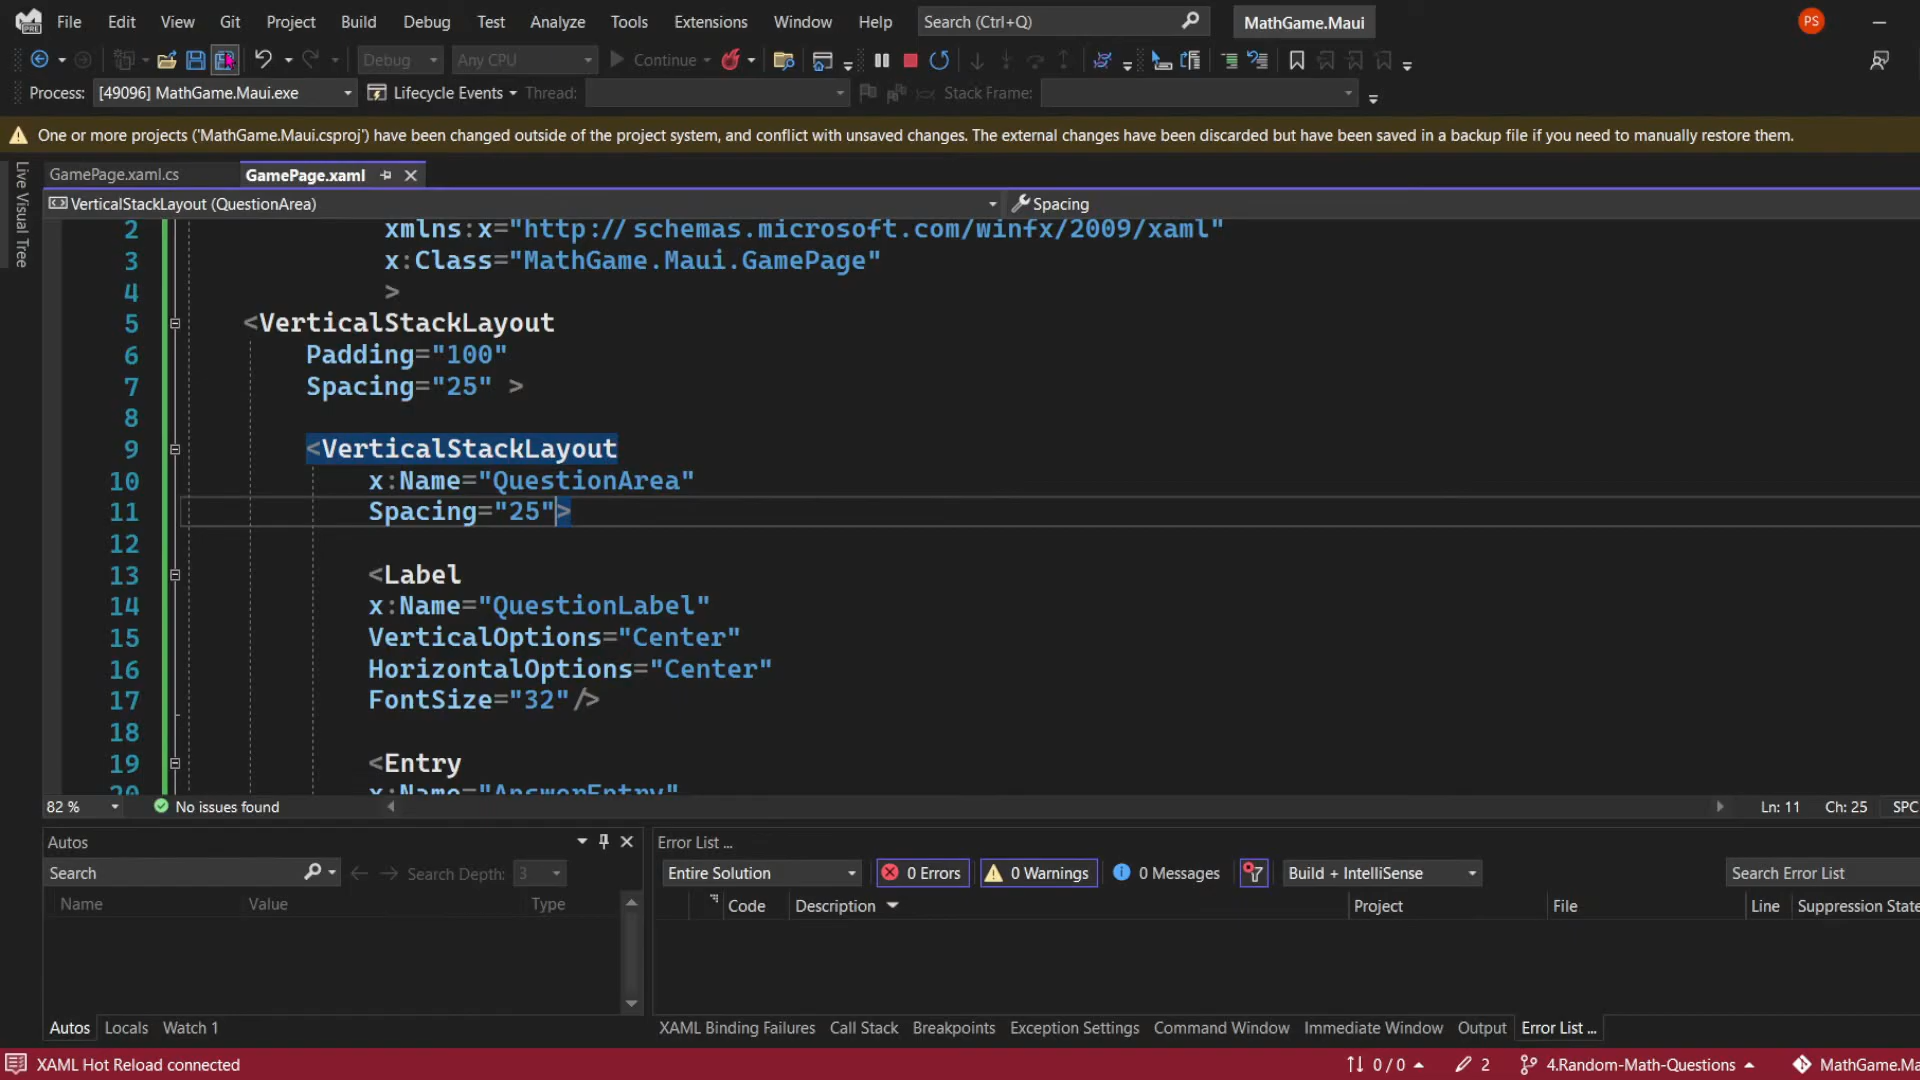 File Edit View Git Project Build Debug Test Analyze Tools Extensions Window Help Search (Ctrl+Q) MathGame.Maui PS
PRE
Debug Any CPU Continue
Process: [49096] MathGame.Maui.exe Lifecycle Events Thread: Stack Frame:
One or more projects ('MathGame.Maui.csproj') have been changed outside of the project system, and conflict with unsaved changes. The external changes have been discarded but have been saved in a backup file if you need to manually restore them.
Live Visual Tree
GamePage.xaml.cs GamePage.xaml
VerticalStackLayout (QuestionArea) Spacing
2 xmlns:x="http://schemas.microsoft.com/winfx/2009/xaml"
3 x:Class="MathGame.Maui.GamePage"
4 >
5 <VerticalStackLayout
6 Padding="100"
7 Spacing="25" >
8
9 <VerticalStackLayout
10 x:Name="QuestionArea"
11 Spacing="25">
12
13 <Label
14 x:Name="QuestionLabel"
15 VerticalOptions="Center"
16 HorizontalOptions="Center"
17 FontSize="32"/>
18
19 <Entry
20 x:Name="AnswerEntry"
82 % No issues found Ln: 11 Ch: 25 SPC
Autos
Search Search Depth: 3
Name Value Type
Autos Locals Watch 1
Error List ...
Entire Solution 0 Errors 0 Warnings 0 Messages Build + IntelliSense Search Error List
Code Description Project File Line Suppression State
XAML Binding Failures Call Stack Breakpoints Exception Settings Command Window Immediate Window Output Error List ...
XAML Hot Reload connected 0 / 0 2 4.Random-Math-Questions MathGame.Ma